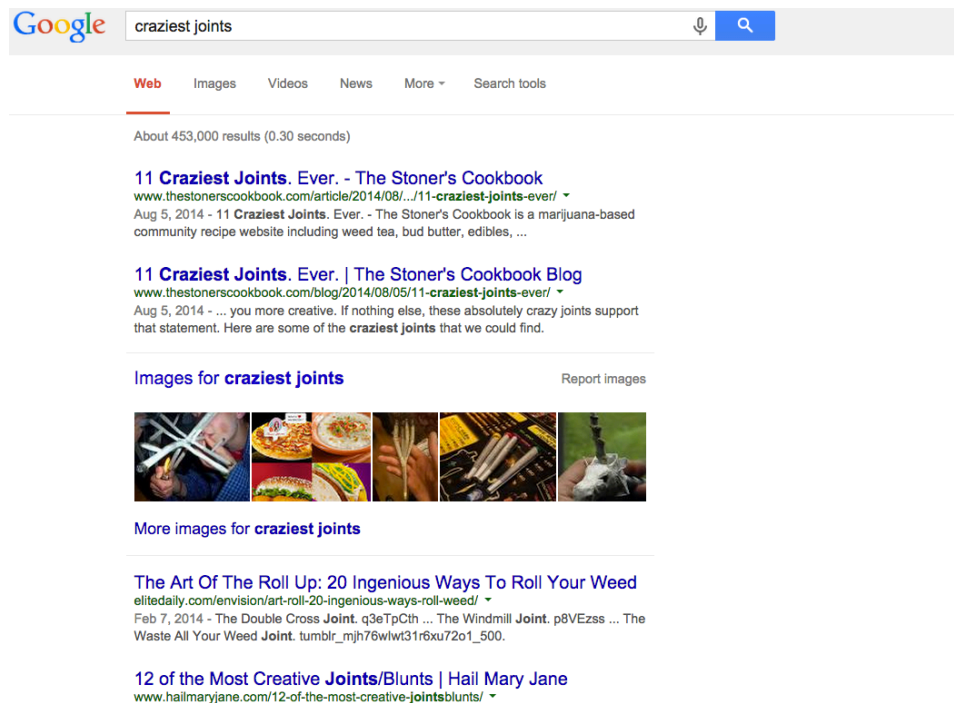 Google
craziest joints
Web Images Videos News More Search tools
About 453,000 results (0.30 seconds)
11 Craziest Joints. Ever. - The Stoner's Cookbook
www.thestonerscookbook.com/article/2014/08/.../11-craziest-joints-ever/
Aug 5, 2014 - 11 Craziest Joints. Ever. - The Stoner's Cookbook is a marijuana-based
community recipe website including weed tea, bud butter, edibles, ...
11 Craziest Joints. Ever. | The Stoner's Cookbook Blog
www.thestonerscookbook.com/blog/2014/08/05/11-craziest-joints-ever/
Aug 5, 2014 - ... you more creative. If nothing else, these absolutely crazy joints support
that statement. Here are some of the craziest joints that we could find.
Images for craziest joints Report images
More images for craziest joints
The Art Of The Roll Up: 20 Ingenious Ways To Roll Your Weed
elitedaily.com/envision/art-roll-20-ingenious-ways-roll-weed/
Feb 7, 2014 - The Double Cross Joint. q3eTpCth ... The Windmill Joint. p8VEzss ... The
Waste All Your Weed Joint. tumblr_mjh76wlwt31r6xu72o1_500.
12 of the Most Creative Joints/Blunts | Hail Mary Jane
www.hailmaryjane.com/12-of-the-most-creative-jointsblunts/